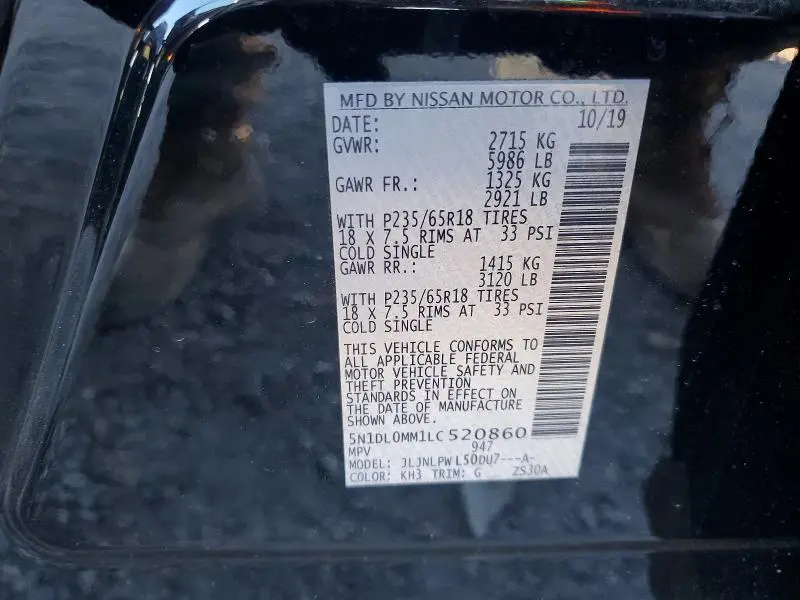 MFD BY NISSAN MOTOR CO., LTD.
DATE: 10/19
GVWR: 2715 KG
5986 LB
GAWR FR.: 1325 KG
2921 LB
WITH P235/65R18 TIRES
18 X 7.5 RIMS AT 33 PSI
COLD SINGLE
GAWR RR.: 1415 KG
3120 LB
WITH P235/65R18 TIRES
18 X 7.5 RIMS AT 33 PSI
COLD SINGLE
THIS VEHICLE CONFORMS TO
ALL APPLICABLE FEDERAL
MOTOR VEHICLE SAFETY AND
THEFT PREVENTION
STANDARDS IN EFFECT ON
THE DATE OF MANUFACTURE
SHOWN ABOVE.
5N1DL0MM1LC520860
MPV 947
MODEL: JLJNLPWL50DU7---A-
COLOR: KH3 TRIM: G ZS30A